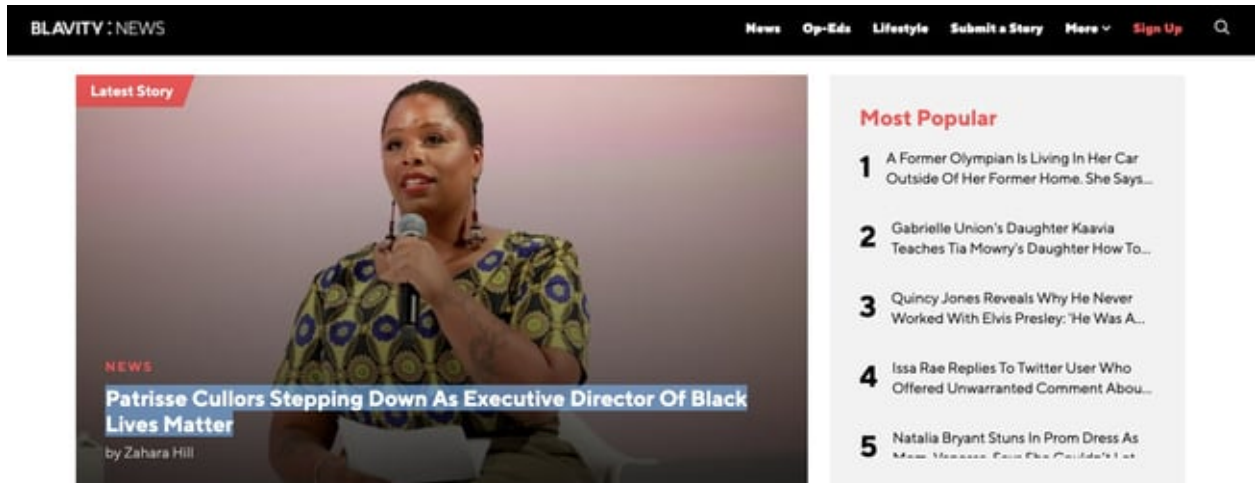 BLAVITY:NEWS
News Op-Eds Lifestyle Submit a Story More Sign Up
Latest Story
NEWS
Patrisse Cullors Stepping Down As Executive Director Of Black
Lives Matter
by Zahara Hill
Most Popular
1 A Former Olympian Is Living In Her Car
Outside Of Her Former Home. She Says...
2 Gabrielle Union's Daughter Kaavia
Teaches Tia Mowry's Daughter How To...
3 Quincy Jones Reveals Why He Never
Worked With Elvis Presley: 'He Was A...
4 Issa Rae Replies To Twitter User Who
Offered Unwarranted Comment Abou...
5 Natalia Bryant Stuns In Prom Dress As